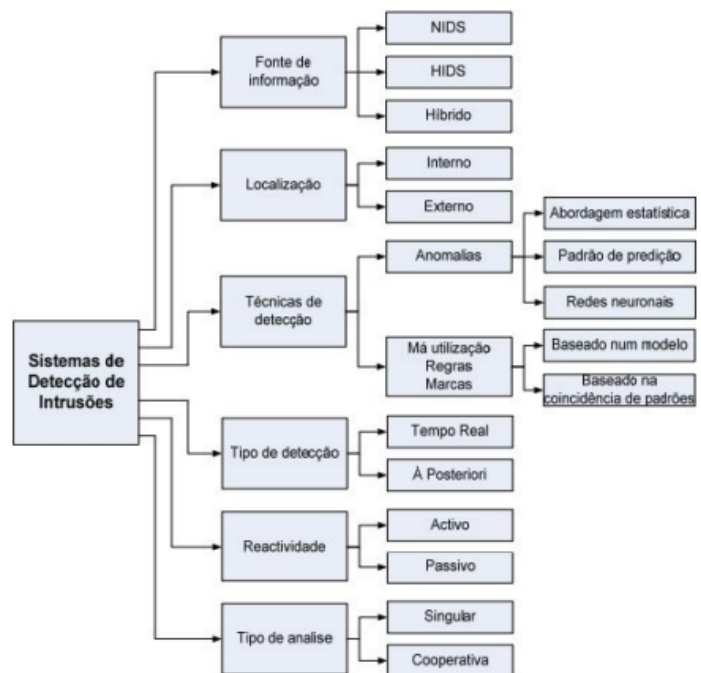 Sistemas de
Detecção de
Intrusões
Fonte de
informação
NIDS
HIDS
Híbrido
Localização
Interno
Externo
Técnicas de
detecção
Anomalias
Abordagem estatística
Padrão de predição
Redes neuronais
Má utilização
Regras
Marcas
Baseado num modelo
Baseado na
coincidência de padrões
Tipo de detecção
Tempo Real
À Posteriori
Reactividade
Activo
Passivo
Tipo de analise
Singular
Cooperativa